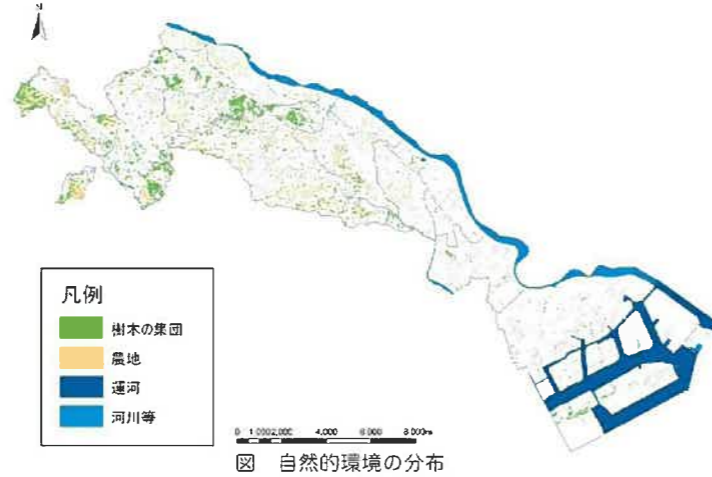 N
凡例
樹木の集団
農地
運河
河川等
図 自然的環境の分布